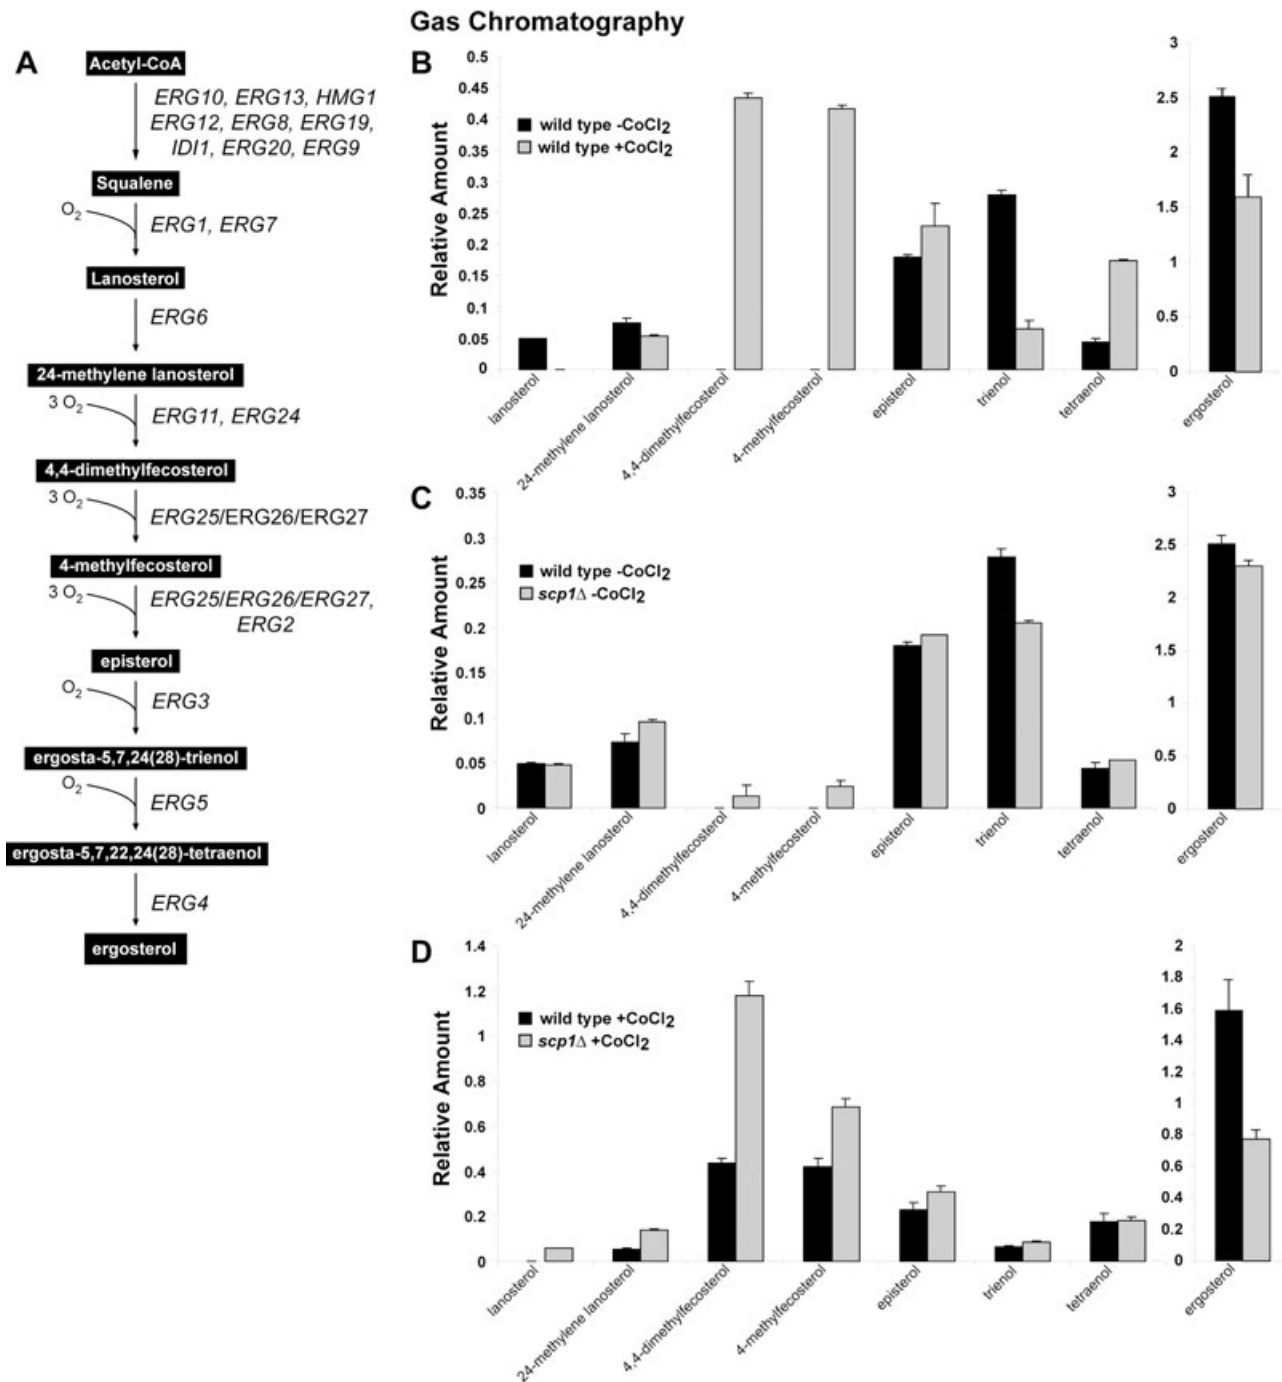 Gas Chromatography
A
Acetyl-CoA
ERG10, ERG13, HMG1
ERG12, ERG8, ERG19,
IDI1, ERG20, ERG9
Squalene
O2
ERG1, ERG7
Lanosterol
ERG6
24-methylene lanosterol
3 O2
ERG11, ERG24
4,4-dimethylfecosterol
3 O2
ERG25/ERG26/ERG27
4-methylfecosterol
3 O2
ERG25/ERG26/ERG27,
ERG2
episterol
O2
ERG3
ergosta-5,7,24(28)-trienol
O2
ERG5
ergosta-5,7,22,24(28)-tetraenol
ERG4
ergosterol
B
Relative Amount
0.5
0.45
0.4
0.35
0.3
0.25
0.2
0.15
0.1
0.05
0
wild type -CoCl2
wild type +CoCl2
lanosterol
24-methylene lanosterol
4,4-dimethylfecosterol
4-methylfecosterol
episterol
trienol
tetraenol
3
2.5
2
1.5
1
0.5
0
ergosterol
C
Relative Amount
0.35
0.3
0.25
0.2
0.15
0.1
0.05
0
wild type -CoCl2
scp1Δ -CoCl2
lanosterol
24-methylene lanosterol
4,4-dimethylfecosterol
4-methylfecosterol
episterol
trienol
tetraenol
3
2.5
2
1.5
1
0.5
0
ergosterol
D
Relative Amount
1.4
1.2
1
0.8
0.6
0.4
0.2
0
wild type +CoCl2
scp1Δ +CoCl2
lanosterol
24-methylene lanosterol
4,4-dimethylfecosterol
4-methylfecosterol
episterol
trienol
tetraenol
2
1.8
1.6
1.4
1.2
1
0.8
0.6
0.4
0.2
0
ergosterol